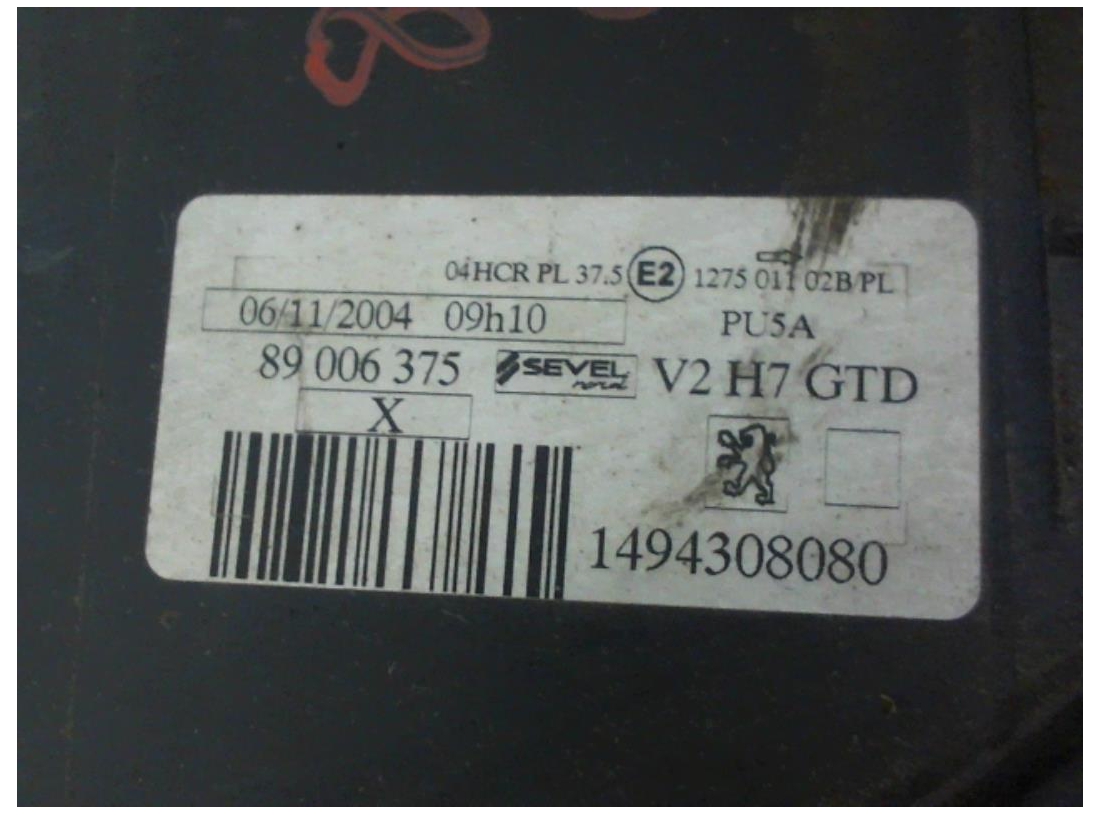 04HCR PL 37.5 E2 1275 011 02B/PL
06/11/2004 09h10 PU5A
89 006 375 SEVEL nord V2 H7 GTD
X
1494308080